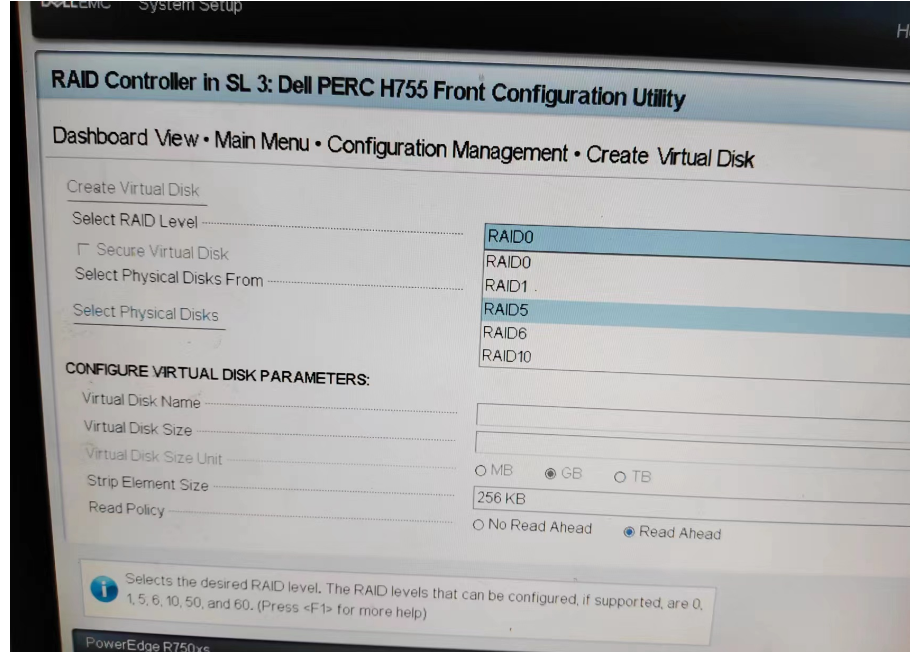 DELLEMC System Setup
RAID Controller in SL 3: Dell PERC H755 Front Configuration Utility
Dashboard View • Main Menu • Configuration Management • Create Virtual Disk
Create Virtual Disk
Select RAID Level
RAID0
Secure Virtual Disk
RAID0
Select Physical Disks From
RAID1
RAID5
Select Physical Disks
RAID6
RAID10
CONFIGURE VIRTUAL DISK PARAMETERS:
Virtual Disk Name
Virtual Disk Size
Virtual Disk Size Unit
MB GB TB
Strip Element Size
256 KB
Read Policy
No Read Ahead Read Ahead
Selects the desired RAID level. The RAID levels that can be configured, if supported, are 0,
1, 5, 6, 10, 50, and 60. (Press <F1> for more help)
PowerEdge R750xs